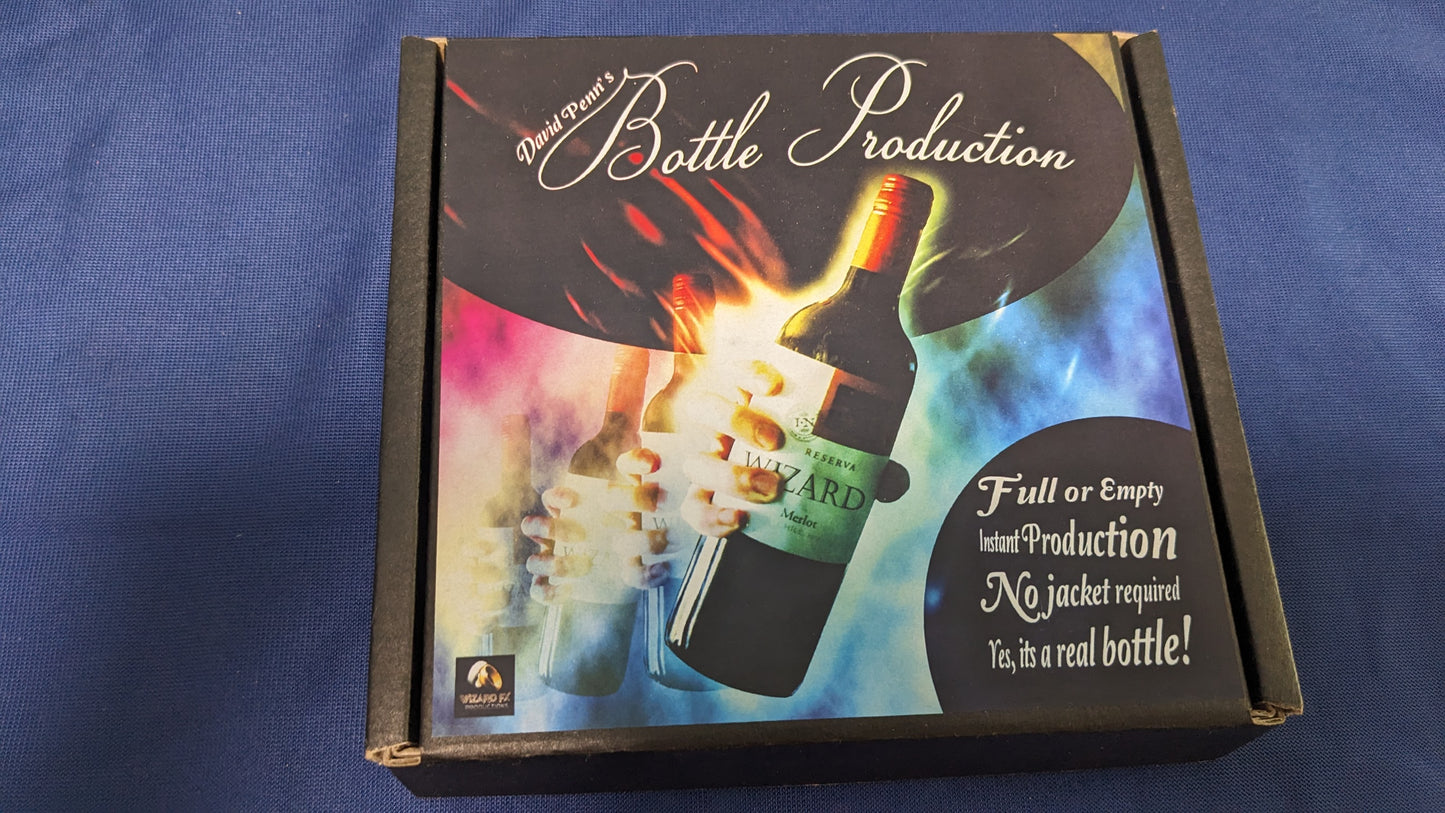 David Penn's
Bottle Production
RESERVA
WIZARD
Merlot
Full or Empty
Instant Production
No jacket required
Yes, its a real bottle!
WIZARD FX
PRODUCTIONS